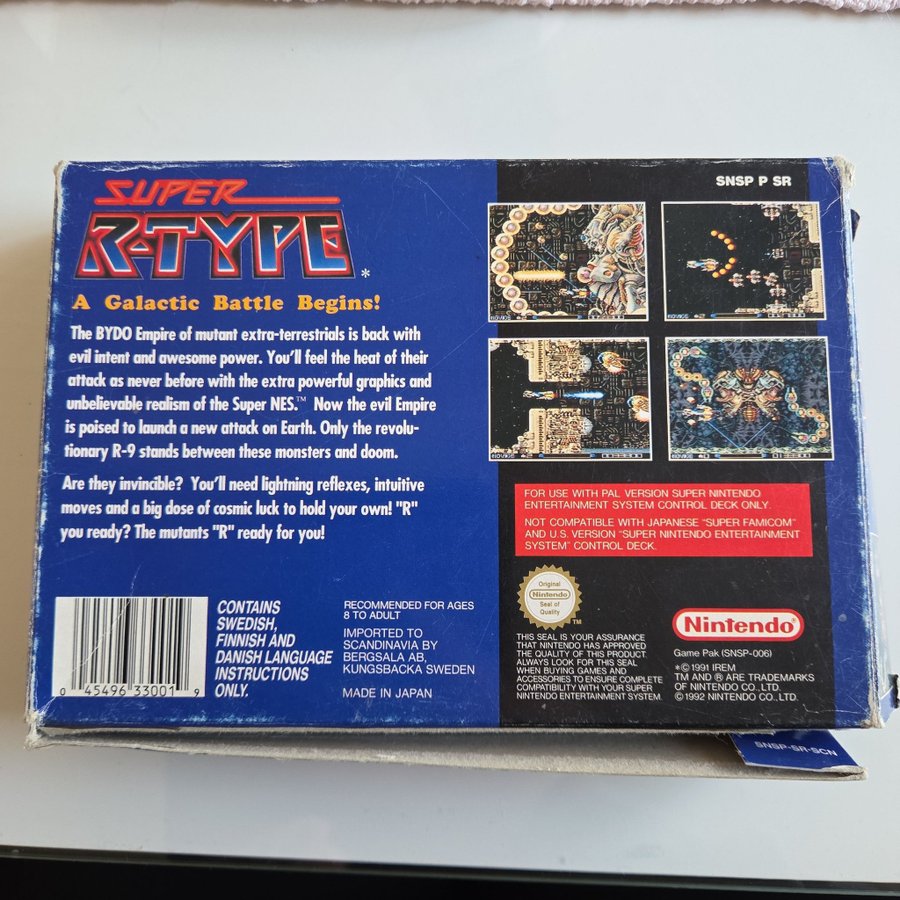 SUPER
R-TYPE*
A Galactic Battle Begins!
The BYDO Empire of mutant extra-terrestrials is back with
evil intent and awesome power. You'll feel the heat of their
attack as never before with the extra powerful graphics and
unbelievable realism of the Super NES.™ Now the evil Empire
is poised to launch a new attack on Earth. Only the revolu-
tionary R-9 stands between these monsters and doom.
Are they invincible? You'll need lightning reflexes, intuitive
moves and a big dose of cosmic luck to hold your own! "R"
you ready? The mutants "R" ready for you!
0 45496 33001 9
CONTAINS
SWEDISH,
FINNISH AND
DANISH LANGUAGE
INSTRUCTIONS
ONLY.
RECOMMENDED FOR AGES
8 TO ADULT
IMPORTED TO
SCANDINAVIA BY
BERGSALA AB,
KUNGSBACKA SWEDEN
MADE IN JAPAN
SNSP P SR
FOR USE WITH PAL VERSION SUPER NINTENDO
ENTERTAINMENT SYSTEM CONTROL DECK ONLY.
NOT COMPATIBLE WITH JAPANESE "SUPER FAMICOM"
AND U.S. VERSION "SUPER NINTENDO ENTERTAINMENT
SYSTEM" CONTROL DECK.
Original
Nintendo
Seal of
Quality
TM
THIS SEAL IS YOUR ASSURANCE
THAT NINTENDO HAS APPROVED
THE QUALITY OF THIS PRODUCT.
ALWAYS LOOK FOR THIS SEAL
WHEN BUYING GAMES AND
ACCESSORIES TO ENSURE COMPLETE
COMPATIBILITY WITH YOUR SUPER
NINTENDO ENTERTAINMENT SYSTEM.
Nintendo®
Game Pak (SNSP-006)
*© 1991 IREM
TM AND ® ARE TRADEMARKS
OF NINTENDO CO., LTD.
© 1992 NINTENDO CO., LTD.
SNSP-SR-SCN